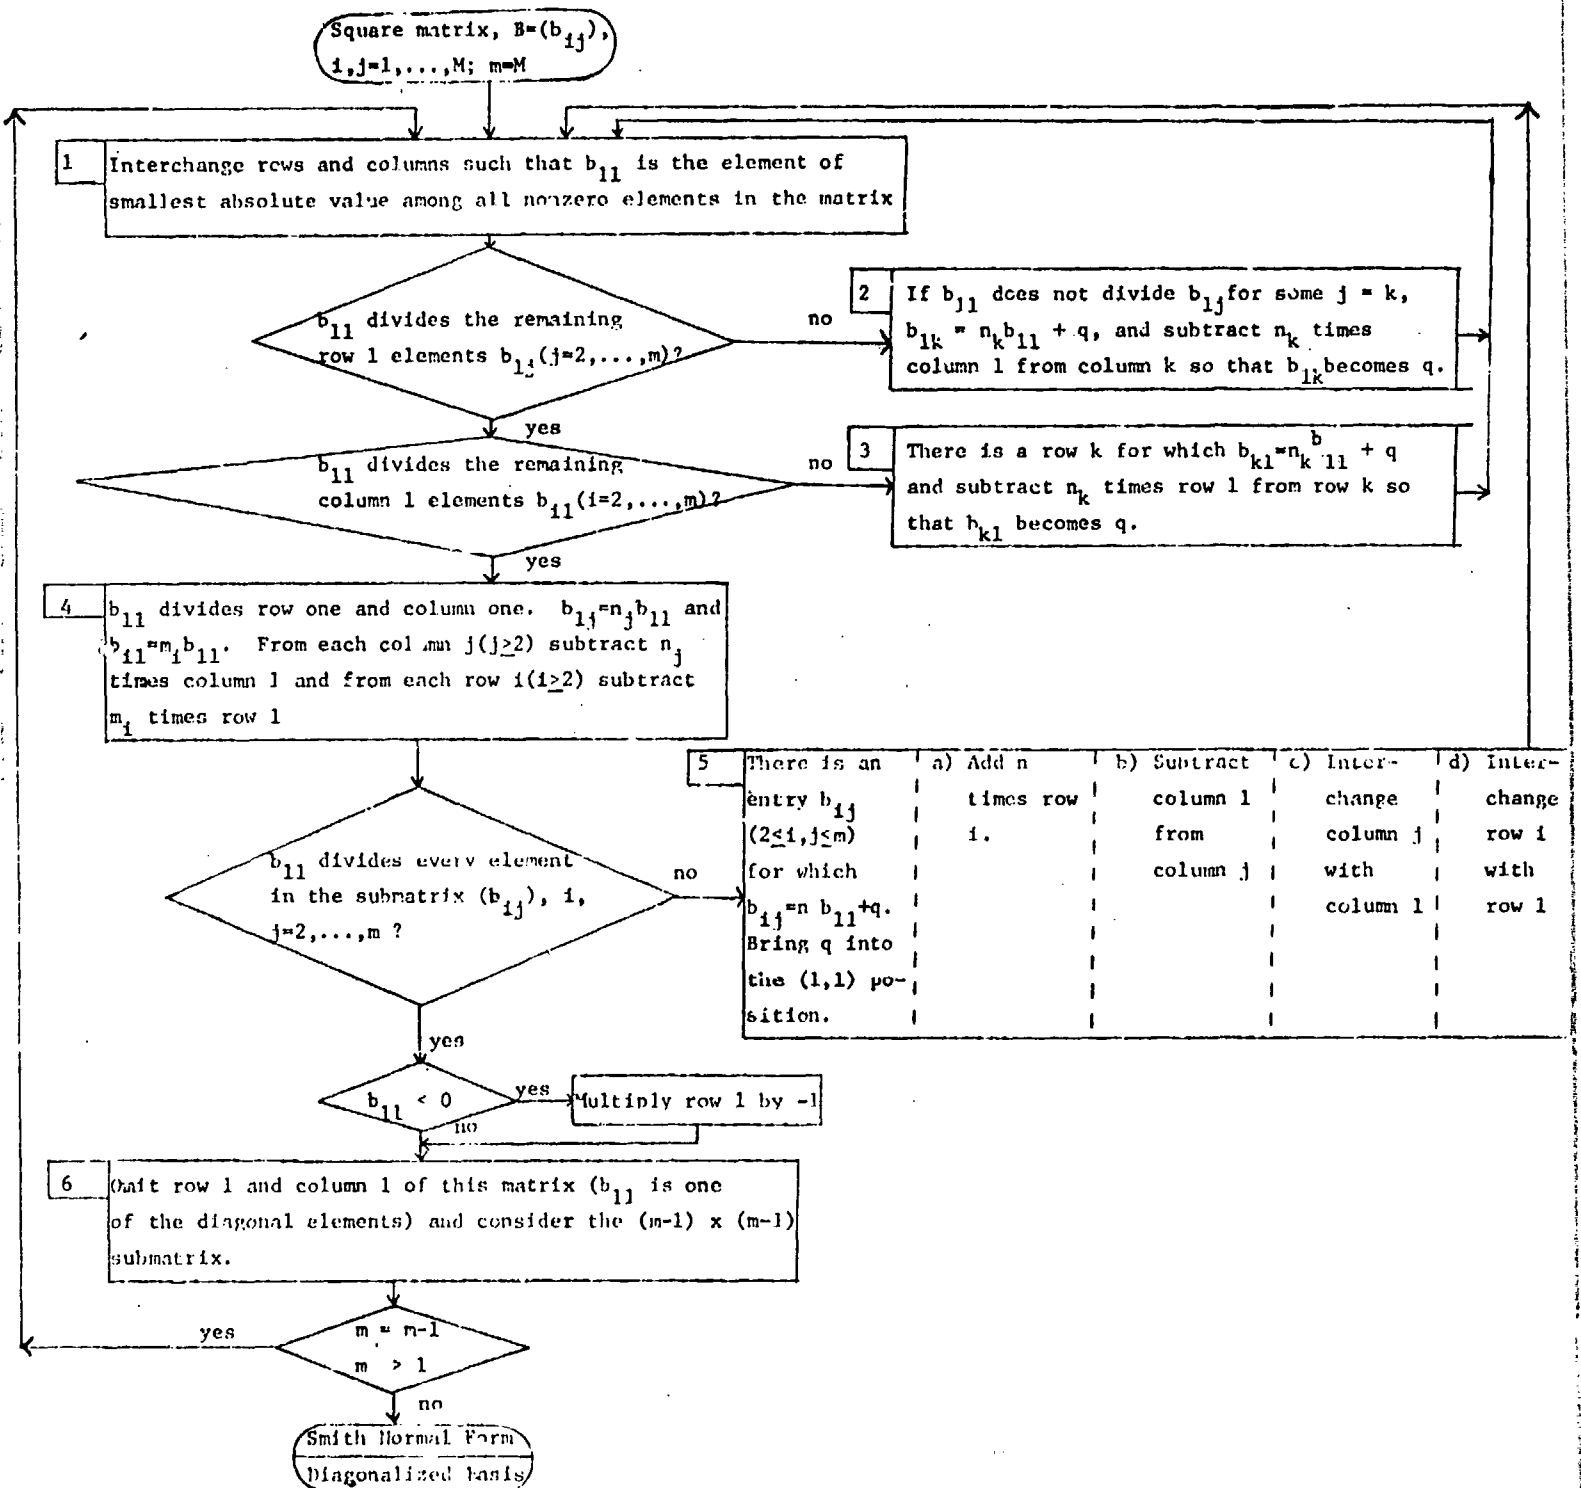 Square matrix, B=(b_ij),
i,j=1,...,M; m=M
1
Interchange rows and columns such that b_11 is the element of
smallest absolute value among all nonzero elements in the matrix
b_11 divides the remaining
row 1 elements b_1j(j=2,...,m)?
no
yes
2
If b_11 does not divide b_1j for some j = k,
b_1k = n_k b_11 + q, and subtract n_k times
column 1 from column k so that b_1k becomes q.
b_11 divides the remaining
column 1 elements b_i1(i=2,...,m)?
no
yes
3
There is a row k for which b_k1=n_k b_11 + q
and subtract n_k times row 1 from row k so
that b_k1 becomes q.
4
b_11 divides row one and column one. b_1j=n_j b_11 and
b_i1=m_i b_11. From each column j(j≥2) subtract n_j
times column 1 and from each row i(i≥2) subtract
m_i times row 1
b_11 divides every element
in the submatrix (b_ij), i,
j=2,...,m ?
no
yes
5
There is an
entry b_ij
(2≤i,j≤m)
for which
b_ij=n b_11+q.
Bring q into
the (1,1) po-
sition.
a) Add n
times row
i.
b) Subtract
column 1
from
column j
c) Inter-
change
column j
with
column 1
d) Inter-
change
row i
with
row 1
b_11 < 0
yes
no
Multiply row 1 by -1
6
Omit row 1 and column 1 of this matrix (b_11 is one
of the diagonal elements) and consider the (m-1) x (m-1)
submatrix.
yes
m = m-1
m > 1
no
Smith Normal Form
Diagonalized Basis